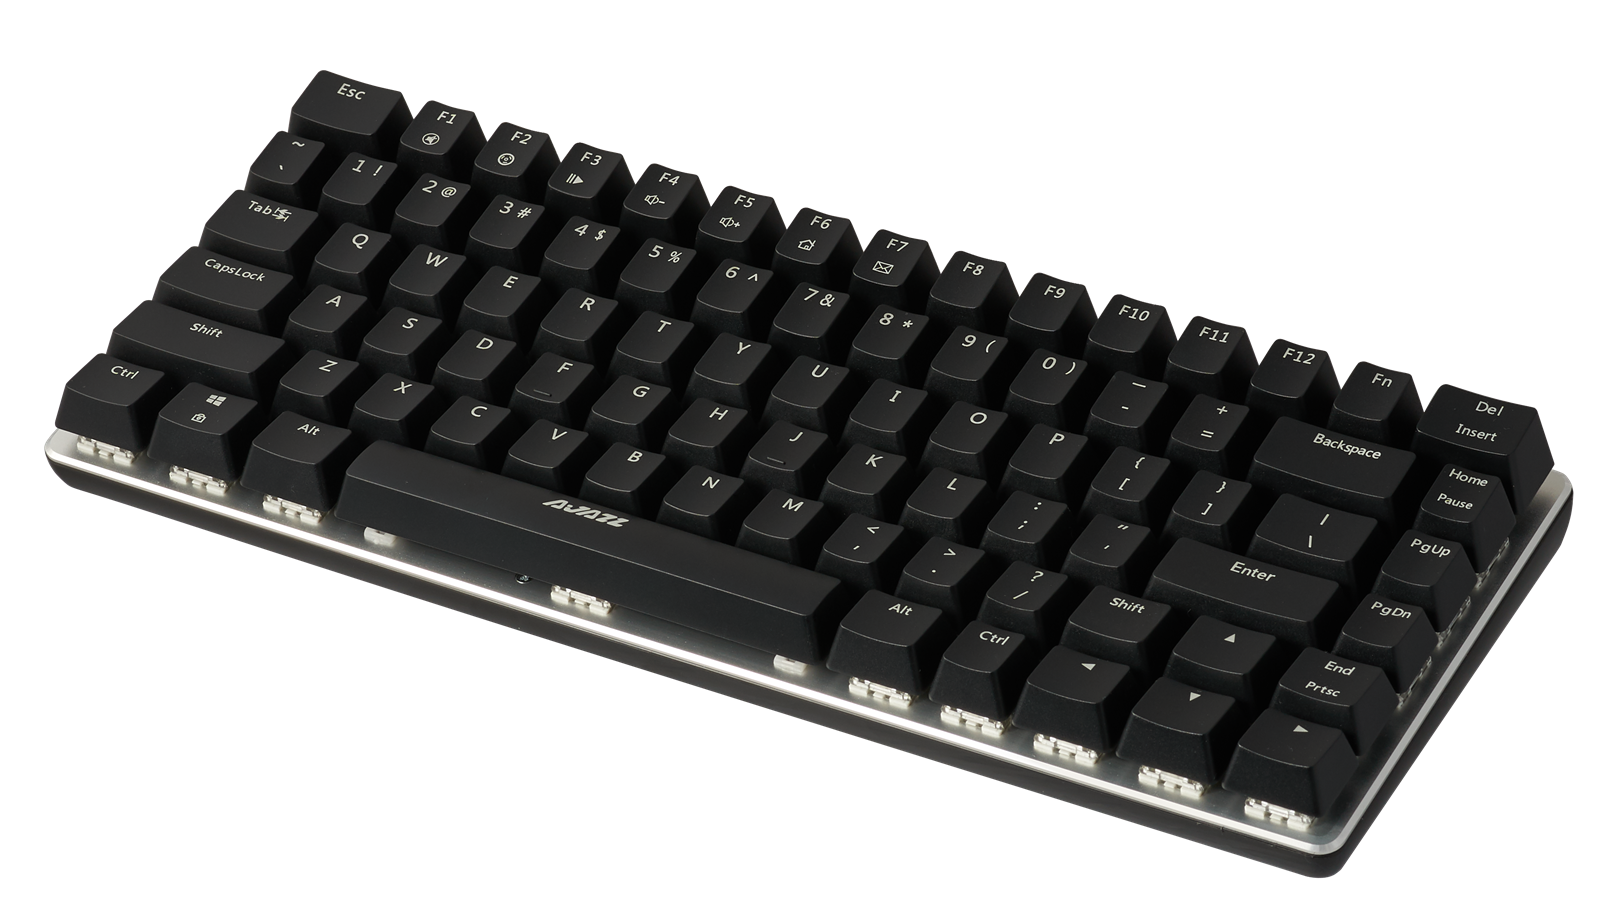 Esc F1 F2 F3 F4 F5 F6 F7 F8 F9 F10 F11 F12 Fn Del
Insert
~ 1 ! 2 @ 3 # 4 $ 5 % 6 ^ 7 & 8 * 9 ( 0 ) — + Backspace Home
` - = Pause
Tab Q W E R T Y U I O P { } | PgUp
[ ] \
CapsLock A S D F G H J K L : " Enter PgDn
; '
Shift Z X C V B N M < > ? Shift End
, . / Prtsc
Ctrl Alt AJAZZ Alt Ctrl